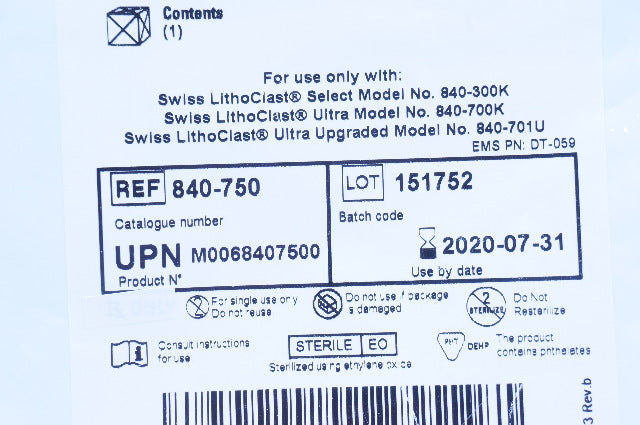 Contents
(1)
For use only with:
Swiss LithoClast® Select Model No. 840-300K
Swiss LithoClast® Ultra Model No. 840-700K
Swiss LithoClast® Ultra Upgraded Model No. 840-701U
EMS PN: DT-059
REF 840-750
Catalogue number
UPN M0068407500
Product N°
LOT 151752
Batch code
2020-07-31
Use by date
2
For single use only
Do not reuse
Do not use if package
is damaged
2
STERILIZE
Do Not
Resterilize
i
Consult instructions
for use
STERILE EO
Sterilized using ethylene oxide
PHT
DEHP
The product
contains phthalates
3 Rev.b